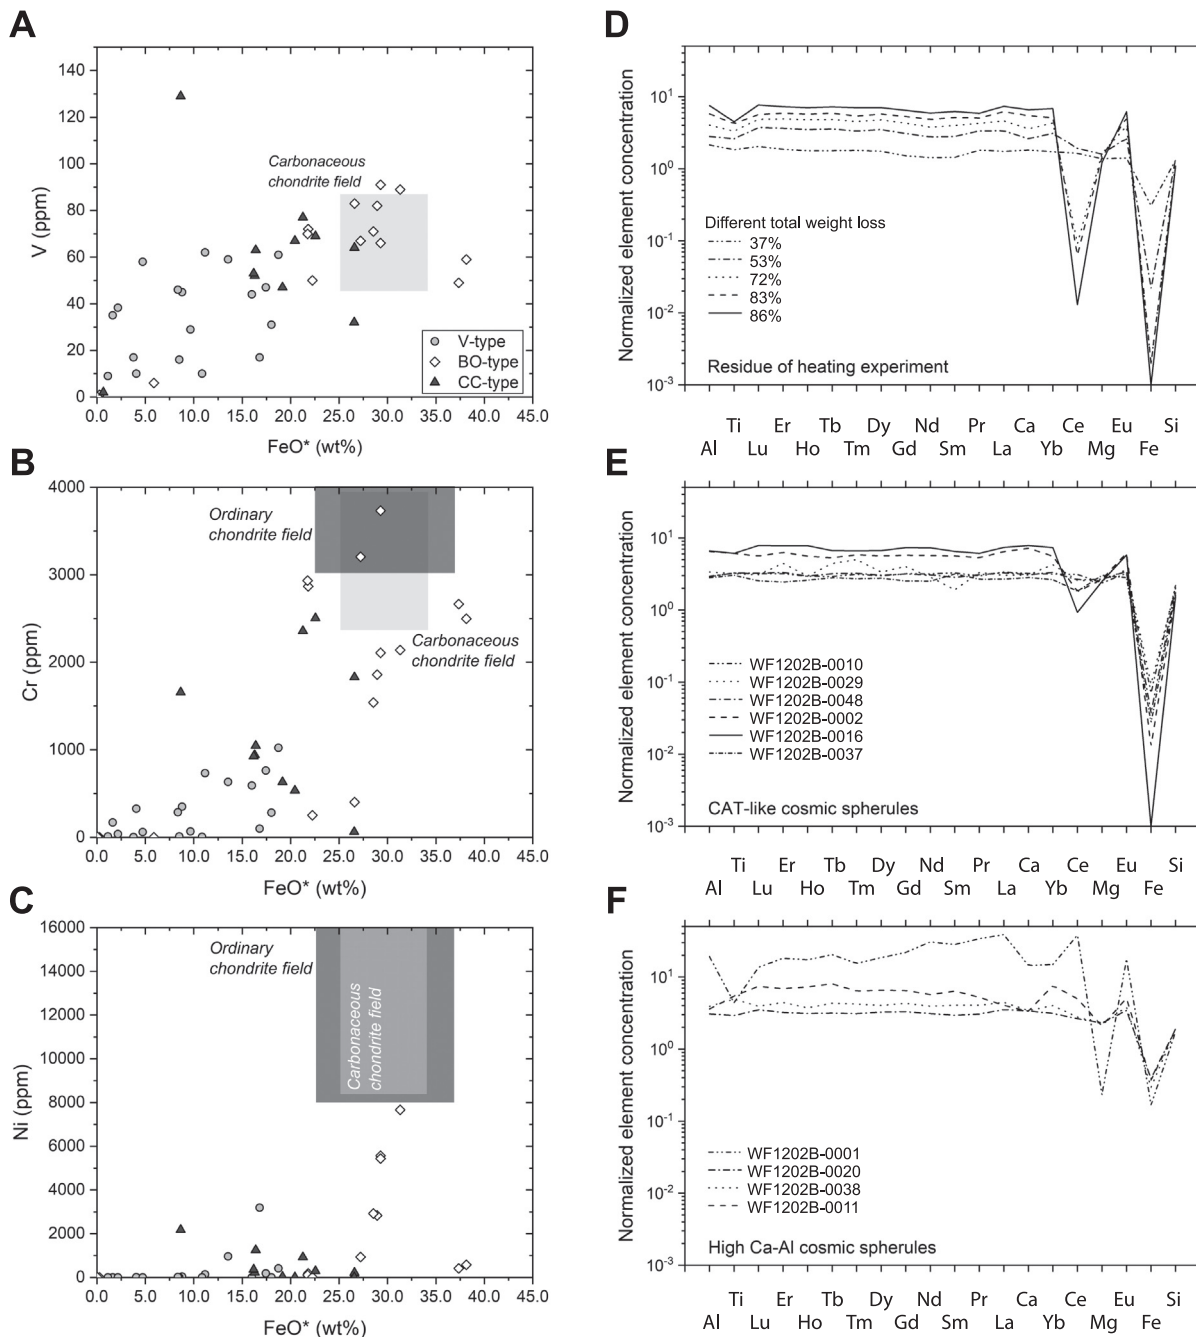 A
V (ppm)
140
120
100
80
60
40
20
0
Carbonaceous
chondrite field
V-type
BO-type
CC-type
0.0 5.0 10.0 15.0 20.0 25.0 30.0 35.0 40.0 45.0
FeO* (wt%)
B
Cr (ppm)
4000
3000
2000
1000
0
Ordinary
chondrite field
Carbonaceous
chondrite field
0.0 5.0 10.0 15.0 20.0 25.0 30.0 35.0 40.0 45.0
FeO* (wt%)
C
Ni (ppm)
16000
14000
12000
10000
8000
6000
4000
2000
0
Ordinary
chondrite field
Carbonaceous
chondrite field
0.0 5.0 10.0 15.0 20.0 25.0 30.0 35.0 40.0 45.0
FeO* (wt%)
D
Normalized element concentration
10^1
10^0
10^-1
10^-2
10^-3
Different total weight loss
37%
53%
72%
83%
86%
Residue of heating experiment
Ti Er Tb Dy Nd Pr Ca Ce Eu Si
Al Lu Ho Tm Gd Sm La Yb Mg Fe
E
Normalized element concentration
10^1
10^0
10^-1
10^-2
10^-3
WF1202B-0010
WF1202B-0029
WF1202B-0048
WF1202B-0002
WF1202B-0016
WF1202B-0037
CAT-like cosmic spherules
Ti Er Tb Dy Nd Pr Ca Ce Eu Si
Al Lu Ho Tm Gd Sm La Yb Mg Fe
F
Normalized element concentration
10^1
10^0
10^-1
10^-2
10^-3
WF1202B-0001
WF1202B-0020
WF1202B-0038
WF1202B-0011
High Ca-Al cosmic spherules
Ti Er Tb Dy Nd Pr Ca Ce Eu Si
Al Lu Ho Tm Gd Sm La Yb Mg Fe